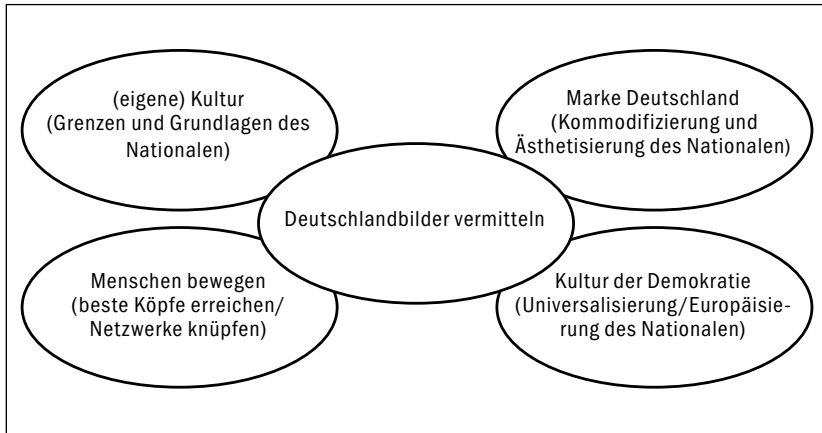 (eigene) Kultur
(Grenzen und Grundlagen des
Nationalen)
Marke Deutschland
(Kommodifizierung und
Ästhetisierung des Nationalen)
Deutschlandbilder vermitteln
Menschen bewegen
(beste Köpfe erreichen/
Netzwerke knüpfen)
Kultur der Demokratie
(Universalisierung/Europäisie-
rung des Nationalen)